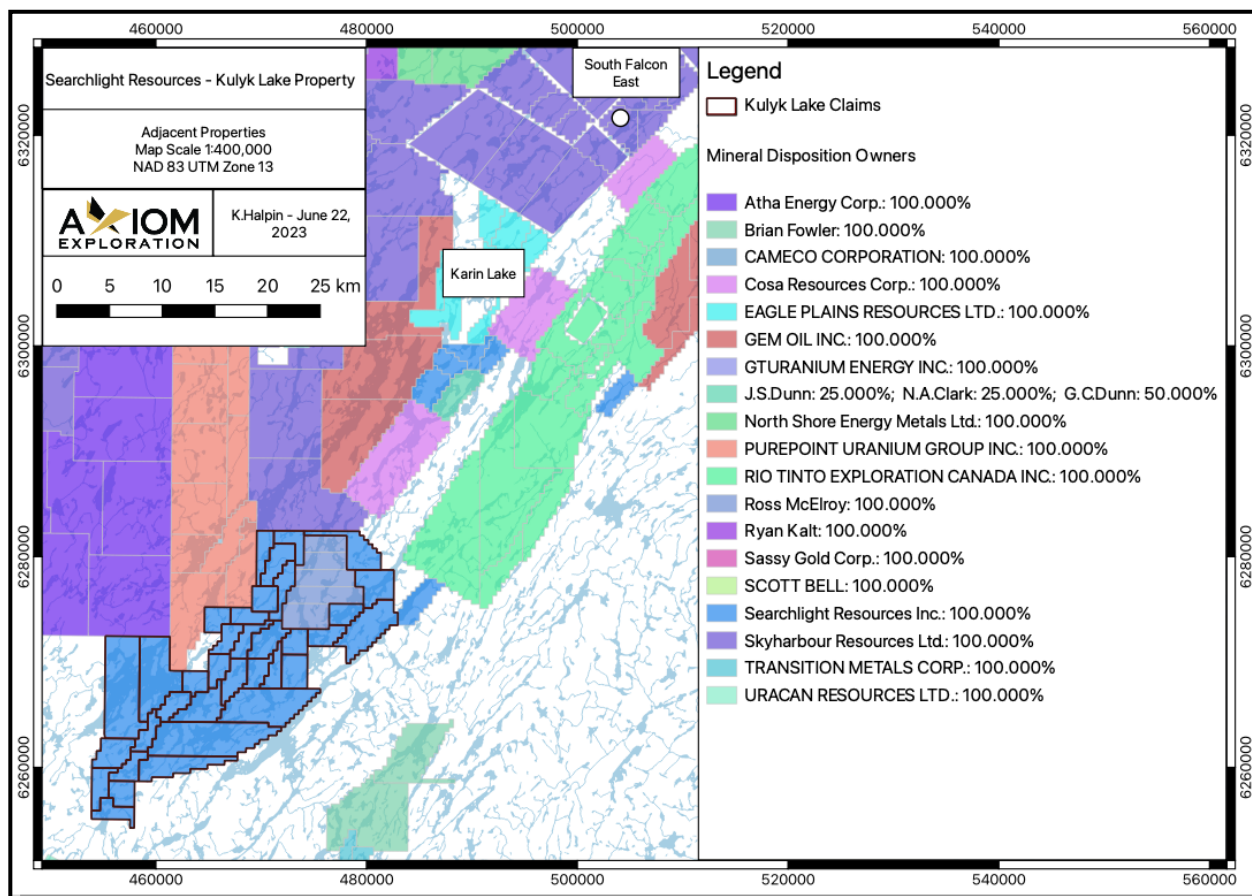 460000 480000 500000 520000 540000 560000
Searchlight Resources - Kulyk Lake Property
Adjacent Properties
Map Scale 1:400,000
NAD 83 UTM Zone 13
AXIOM
EXPLORATION
K.Halpin - June 22,
2023
0 5 10 15 20 25 km
South Falcon
East
Karin Lake
6320000
6300000
6280000
6260000
Legend
Kulyk Lake Claims
Mineral Disposition Owners
Atha Energy Corp.: 100.000%
Brian Fowler: 100.000%
CAMECO CORPORATION: 100.000%
Cosa Resources Corp.: 100.000%
EAGLE PLAINS RESOURCES LTD.: 100.000%
GEM OIL INC.: 100.000%
GTURANIUM ENERGY INC.: 100.000%
J.S.Dunn: 25.000%; N.A.Clark: 25.000%; G.C.Dunn: 50.000%
North Shore Energy Metals Ltd.: 100.000%
PUREPOINT URANIUM GROUP INC.: 100.000%
RIO TINTO EXPLORATION CANADA INC.: 100.000%
Ross McElroy: 100.000%
Ryan Kalt: 100.000%
Sassy Gold Corp.: 100.000%
SCOTT BELL: 100.000%
Searchlight Resources Inc.: 100.000%
Skyharbour Resources Ltd.: 100.000%
TRANSITION METALS CORP.: 100.000%
URACAN RESOURCES LTD.: 100.000%
6320000
6300000
6280000
6260000
460000 480000 500000 520000 540000 560000